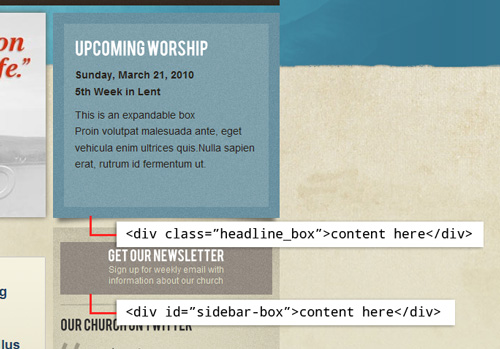 on
fe.”
UPCOMING WORSHIP
Sunday, March 21, 2010
5th Week in Lent
This is an expandable box
Proin volutpat malesuada ante, eget
vehicula enim ultrices quis.Nulla sapien
erat, rutrum id fermentum ut.
<div class=”headline_box”>content here</div>
GET OUR NEWSLETTER
Sign up for weekly email with
information about our church
g
<div id=”sidebar-box”>content here</div>
OUR CHURCH ON TWITTER
lus